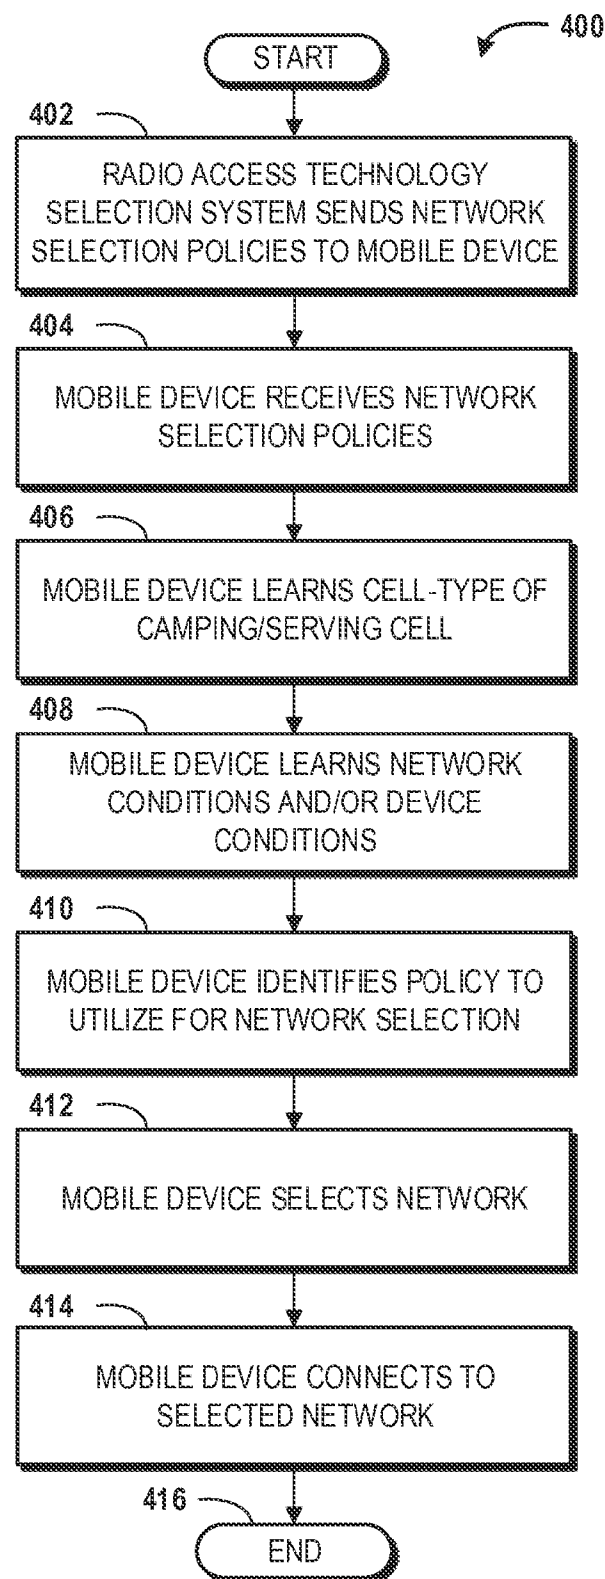 400
START
402
RADIO ACCESS TECHNOLOGY
SELECTION SYSTEM SENDS NETWORK
SELECTION POLICIES TO MOBILE DEVICE
404
MOBILE DEVICE RECEIVES NETWORK
SELECTION POLICIES
406
MOBILE DEVICE LEARNS CELL-TYPE OF
CAMPING/SERVING CELL
408
MOBILE DEVICE LEARNS NETWORK
CONDITIONS AND/OR DEVICE
CONDITIONS
410
MOBILE DEVICE IDENTIFIES POLICY TO
UTILIZE FOR NETWORK SELECTION
412
MOBILE DEVICE SELECTS NETWORK
414
MOBILE DEVICE CONNECTS TO
SELECTED NETWORK
416
END